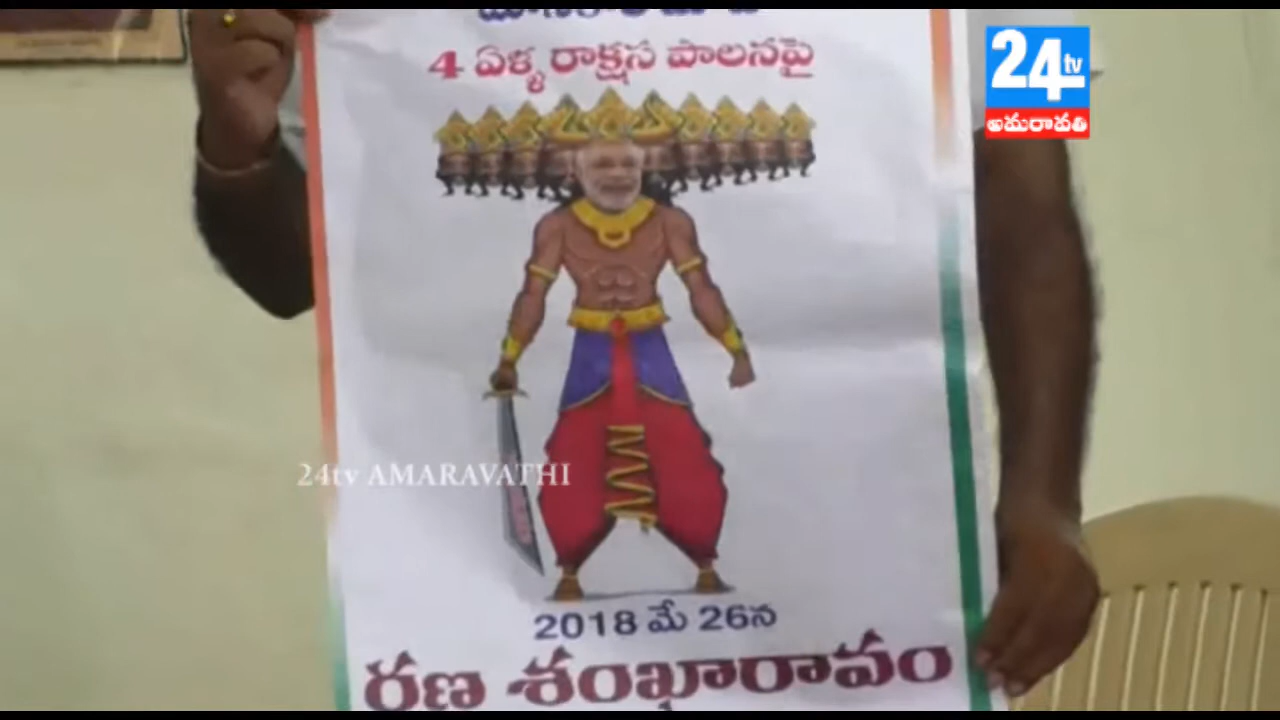 4 ఏళ్ళ రాక్షస పాలనపై
24tv
అమరావతి
24tv AMARAVATHI
2018 మే 26న
రణ శంఖారావం